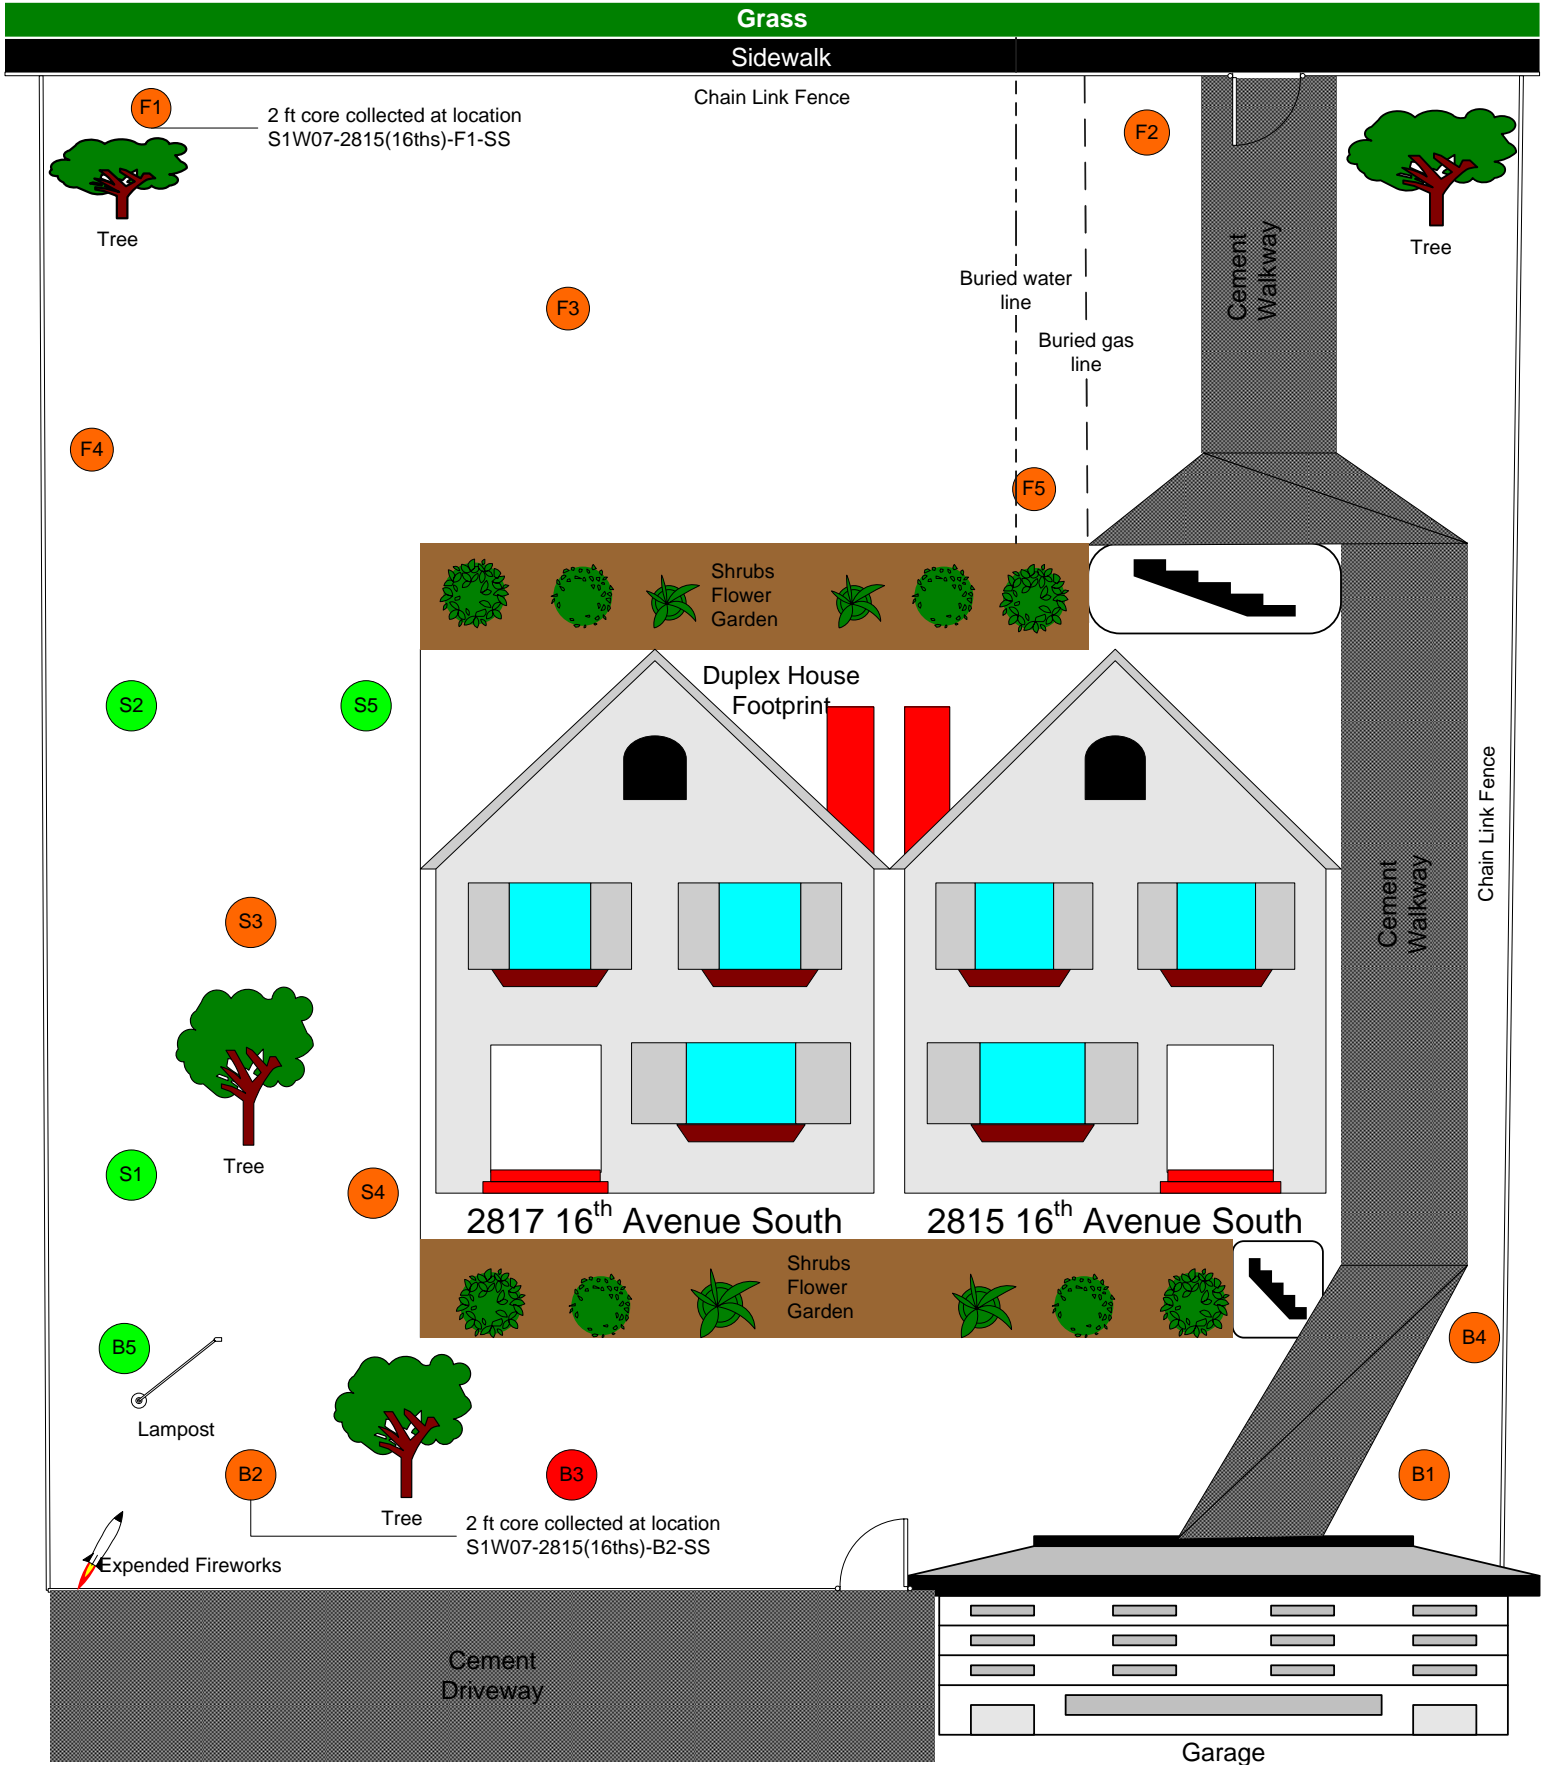 Grass
Sidewalk
Chain Link Fence
F1
2 ft core collected at location
S1W07-2815(16ths)-F1-SS
F2
Tree
Tree
Cement
Walkway
Buried water
line
F3
Buried gas
line
F4
F5
Shrubs
Flower
Garden
Duplex House
Footprint
S2
S5
Chain Link Fence
Cement
Walkway
S3
Tree
S1
S4
2817 16th Avenue South
2815 16th Avenue South
Shrubs
Flower
Garden
B5
B4
Lampost
B2
B3
B1
Tree
2 ft core collected at location
S1W07-2815(16ths)-B2-SS
Expended Fireworks
Cement
Driveway
Garage